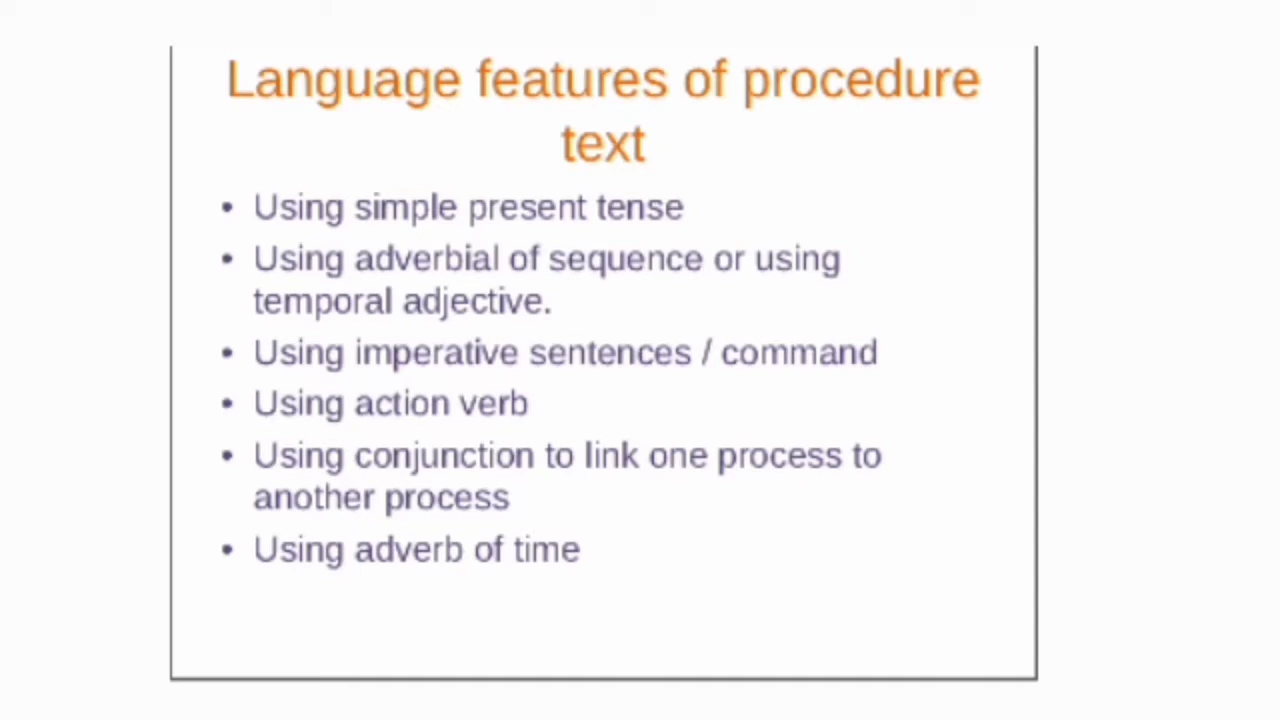 Language features of procedure
text
• Using simple present tense
• Using adverbial of sequence or using
temporal adjective.
• Using imperative sentences / command
• Using action verb
• Using conjunction to link one process to
another process
• Using adverb of time